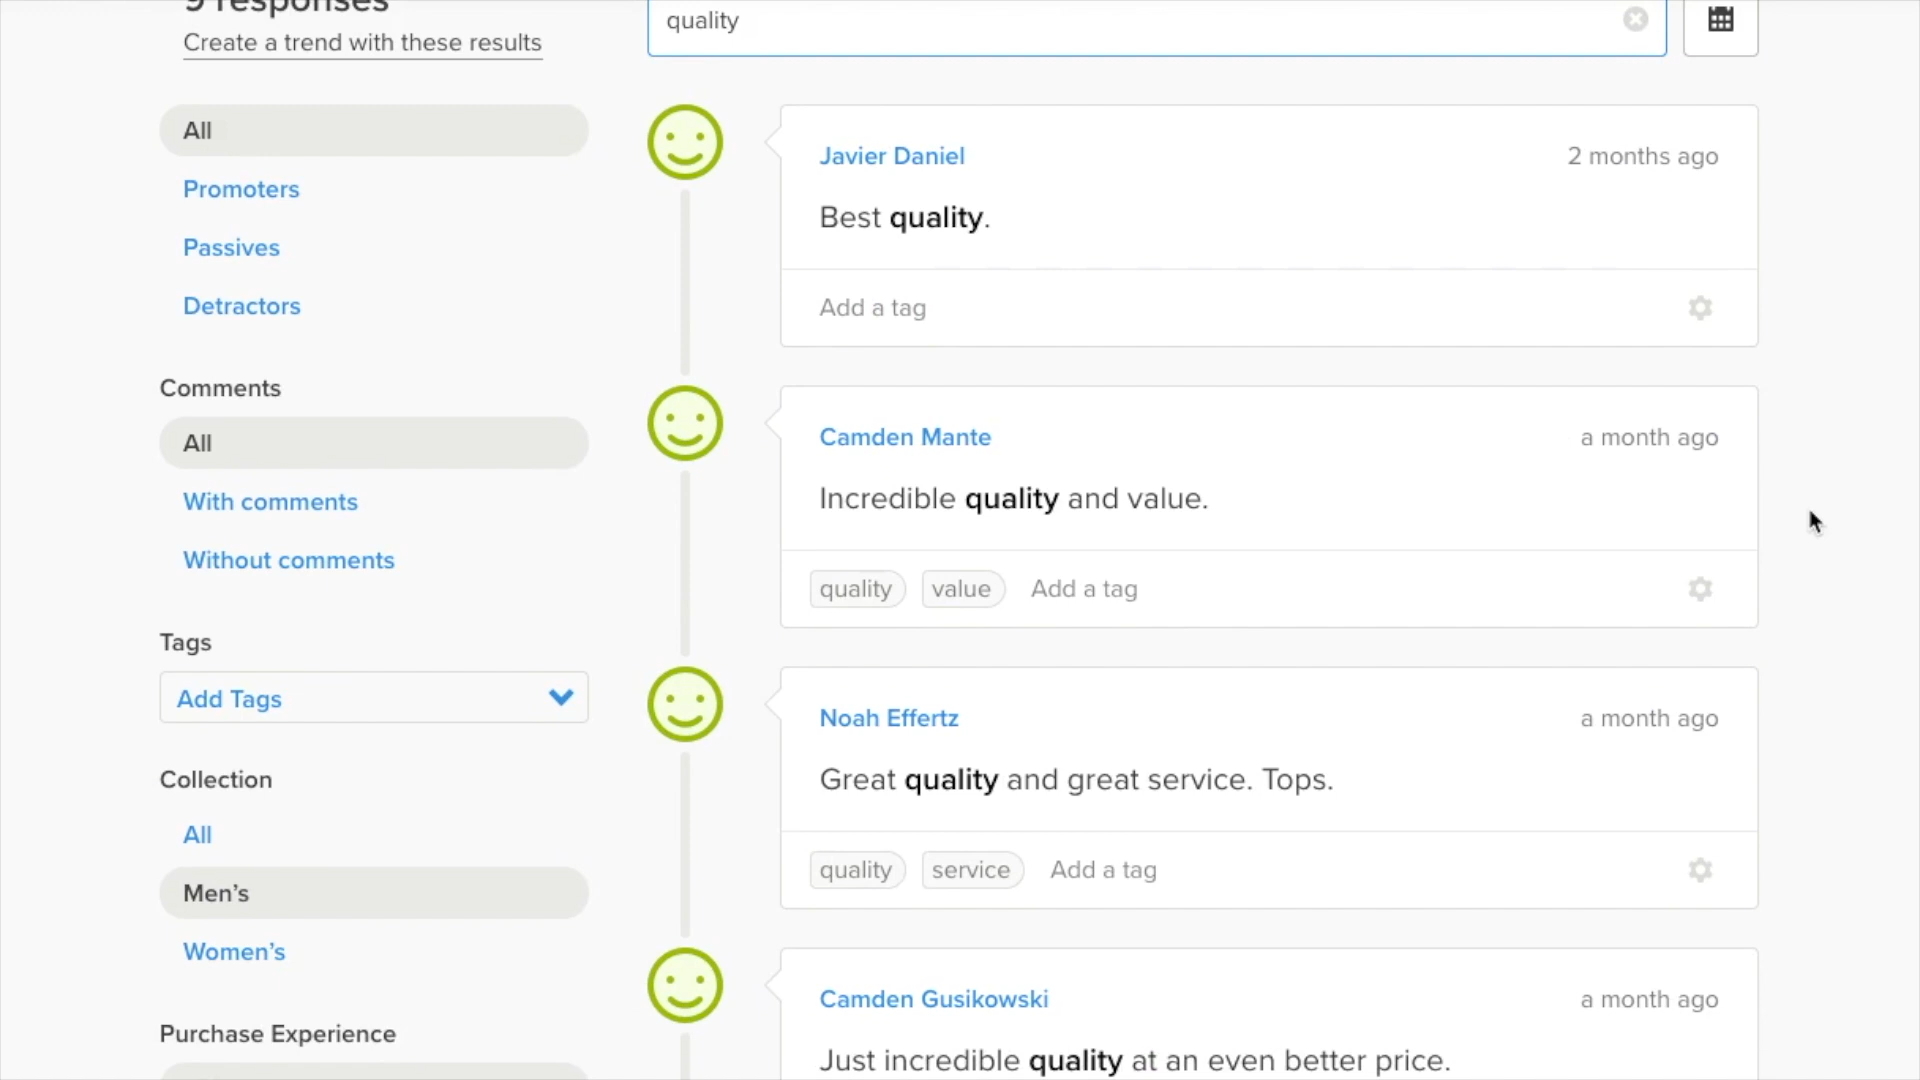 9 responses
Create a trend with these results
quality
All
Promoters
Passives
Detractors
Comments
All
With comments
Without comments
Tags
Add Tags
Collection
All
Men’s
Women’s
Purchase Experience
Javier Daniel 2 months ago
Best quality.
Add a tag
Camden Mante a month ago
Incredible quality and value.
quality value Add a tag
Noah Effertz a month ago
Great quality and great service. Tops.
quality service Add a tag
Camden Gusikowski a month ago
Just incredible quality at an even better price.